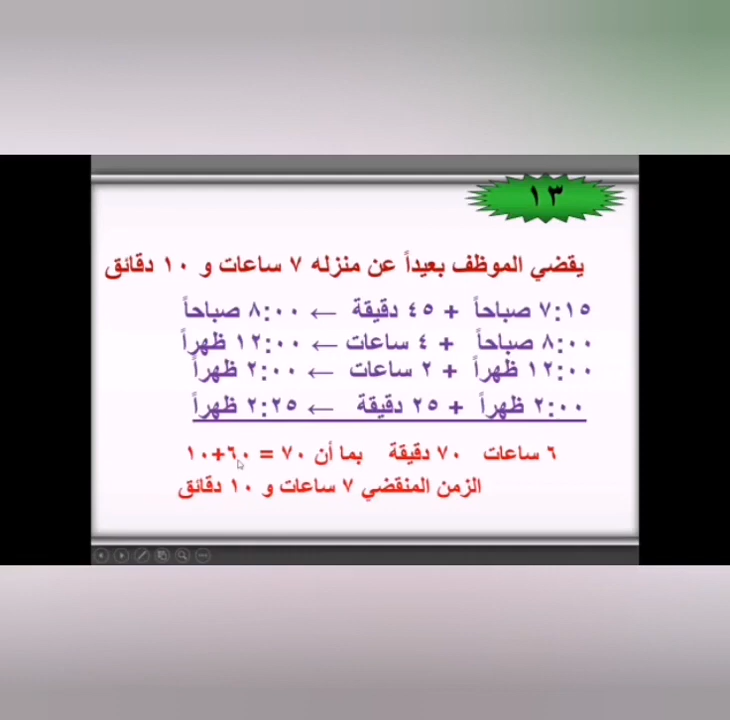 ١٣
يقضي الموظف بعيداً عن منزله ٧ ساعات و ١٠ دقائق
٧:١٥ صباحاً + ٤٥ دقيقة ← ٨:٠٠ صباحاً
٨:٠٠ صباحاً + ٤ ساعات ← ١٢:٠٠ ظهراً
١٢:٠٠ ظهراً + ٢ ساعات ← ٢:٠٠ ظهراً
٢:٠٠ ظهراً + ٢٥ دقيقة ← ٢:٢٥ ظهراً
٦ ساعات ٧٠ دقيقة بما أن ٧٠ = ٦٠+١٠
الزمن المنقضي ٧ ساعات و ١٠ دقائق